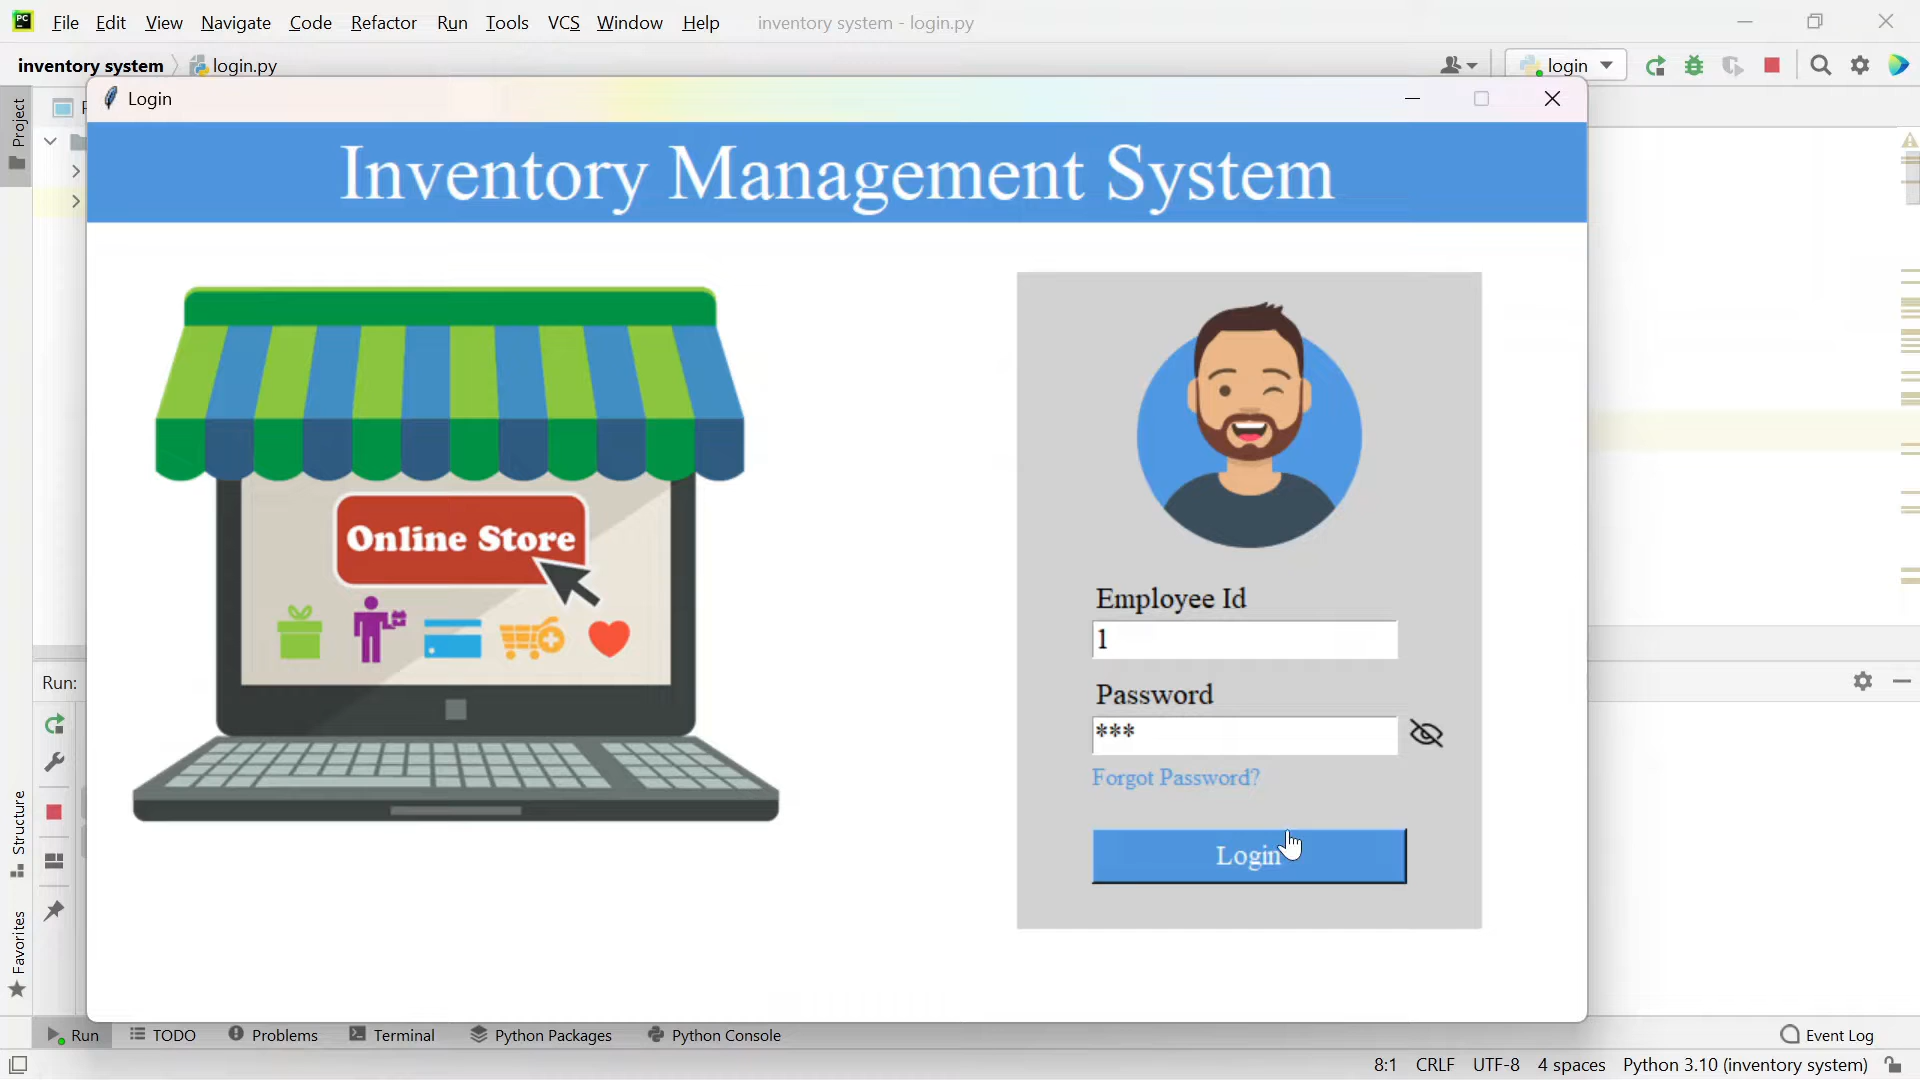 File Edit View Navigate Code Refactor Run Tools VCS Window Help inventory system - login.py
inventory system login.py login
Project
Login
Inventory Management System
Online Store
Employee Id
1
Password
***
Forgot Password?
Login
Run:
Structure
Favorites
Run TODO Problems Terminal Python Packages Python Console Event Log
8:1 CRLF UTF-8 4 spaces Python 3.10 (inventory system)